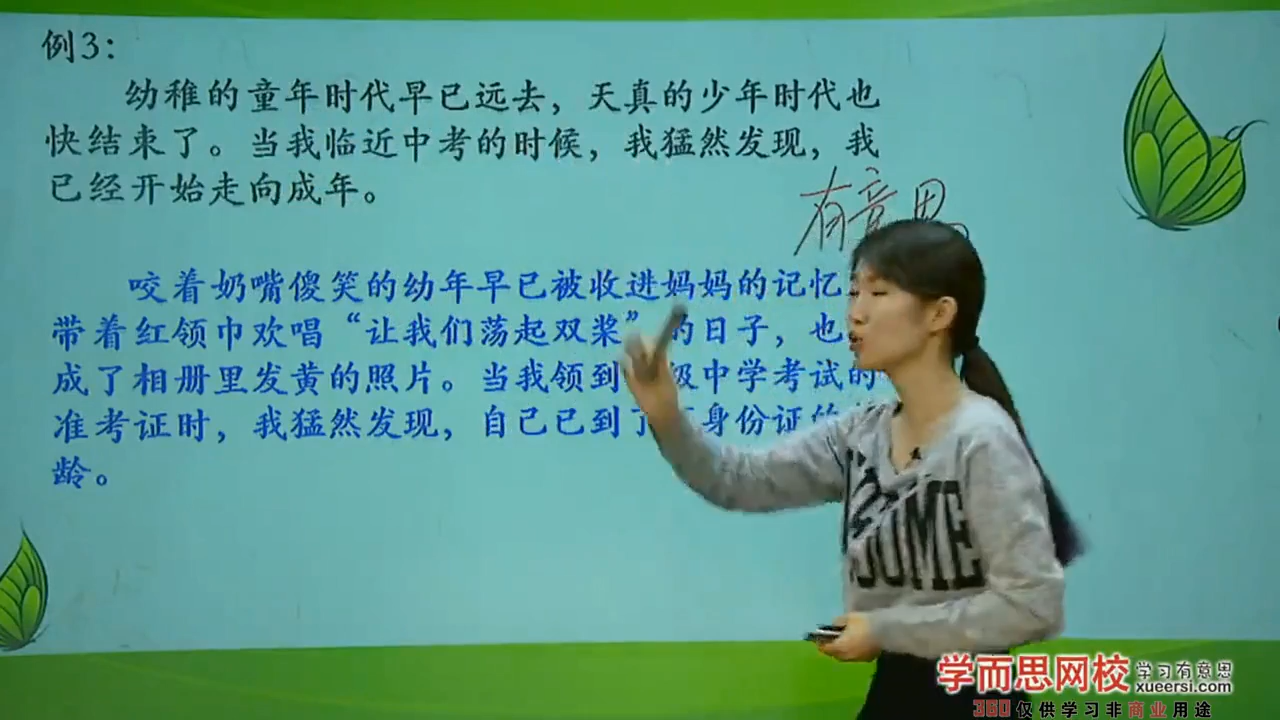 例3：
幼稚的童年时代早已远去，天真的少年时代也
快结束了。当我临近中考的时候，我猛然发现，我
已经开始走向成年。
有意思
咬着奶嘴傻笑的幼年早已被收进妈妈的记忆
带着红领巾欢唱“让我们荡起双桨”的日子，也
成了相册里发黄的照片。当我领到 级中学考试的
准考证时，我猛然发现，自己已到了 身份证的
龄。
OME
学而思网校 学习有意思
xueersi.com
360仅供学习非商业用途